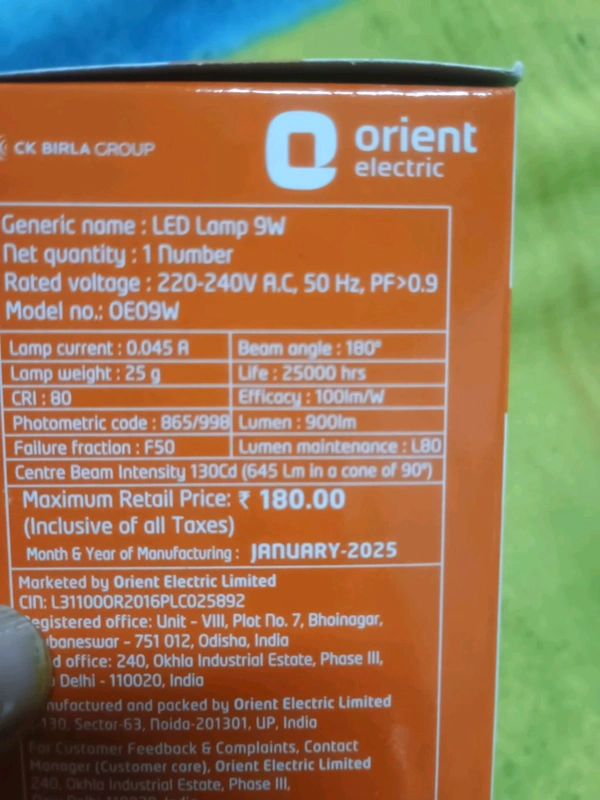 CK BIRLA GROUP
orient
electric
Generic name : LED Lamp 9W
Net quantity : 1 Number
Rated voltage : 220-240V A.C, 50 Hz, PF>0.9
Model no.: OE09W
Lamp current : 0.045 A Beam angle : 180°
Lamp weight : 25 g Life : 25000 hrs
CRI : 80 Efficacy : 100lm/W
Photometric code : 865/998 Lumen : 900lm
Failure fraction : F50 Lumen maintenance : L80
Centre Beam Intensity 130Cd (645 Lm in a cone of 90°)
Maximum Retail Price: ₹ 180.00
(Inclusive of all Taxes)
Month & Year of Manufacturing : JANUARY-2025
Marketed by Orient Electric Limited
CIN: L31100OR2016PLC025892
egistered office: Unit - VIII, Plot No. 7, Bhoinagar,
baneswar - 751 012, Odisha, India
d office: 240, Okhla Industrial Estate, Phase III,
Delhi - 110020, India
nufactured and packed by Orient Electric Limited
-130, Sector-63, Noida-201301, UP, India
For Customer Feedback & Complaints, Contact
Manager (Customer care), Orient Electric Limited
240, Okhla Industrial Estate, Phase III,